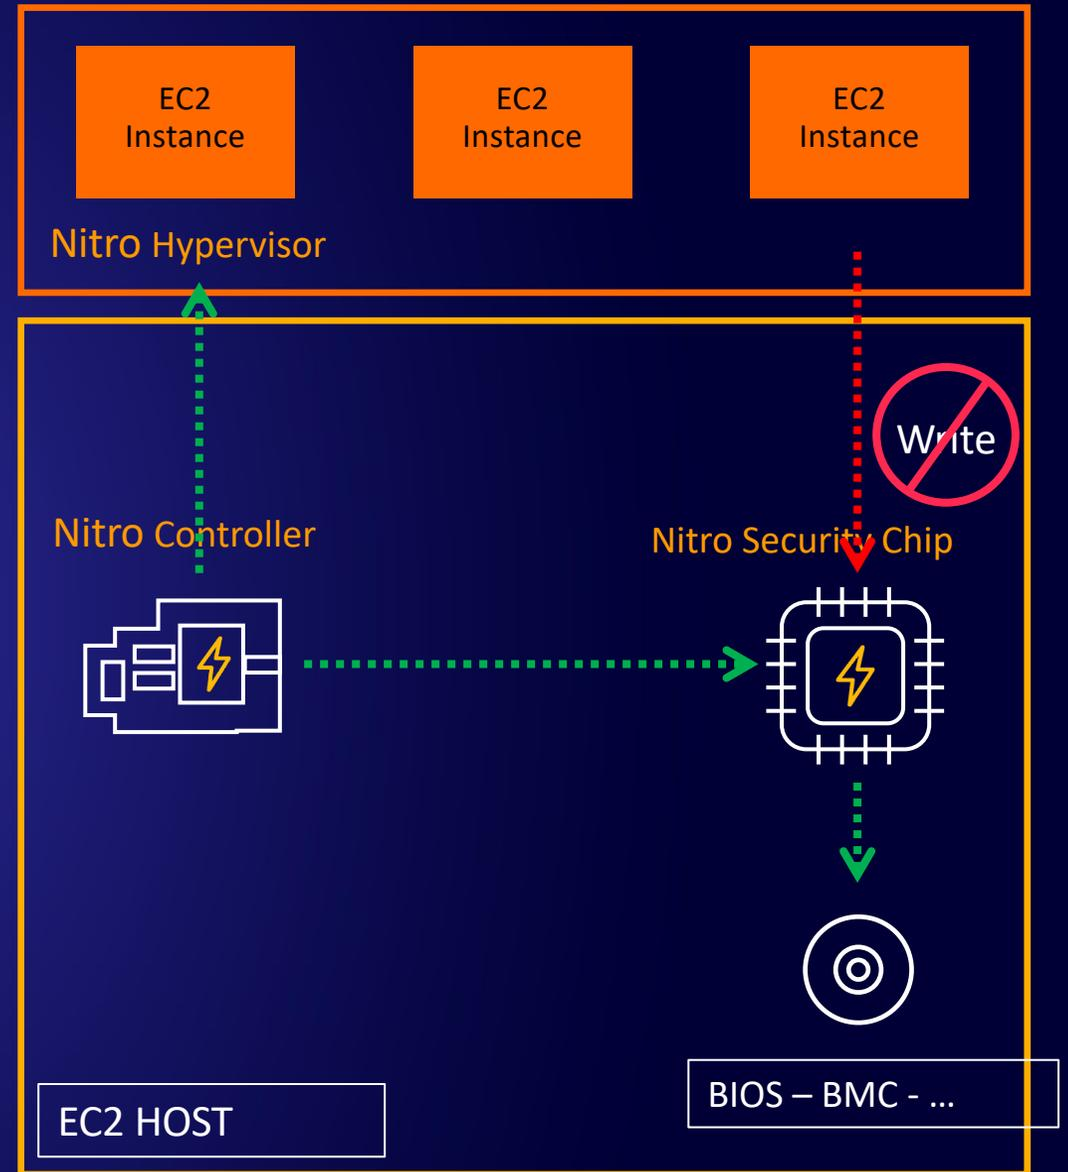 EC2
Instance
EC2
Instance
EC2
Instance
Nitro Hypervisor
Write
Nitro Controller
Nitro Security Chip
BIOS – BMC - ...
EC2 HOST